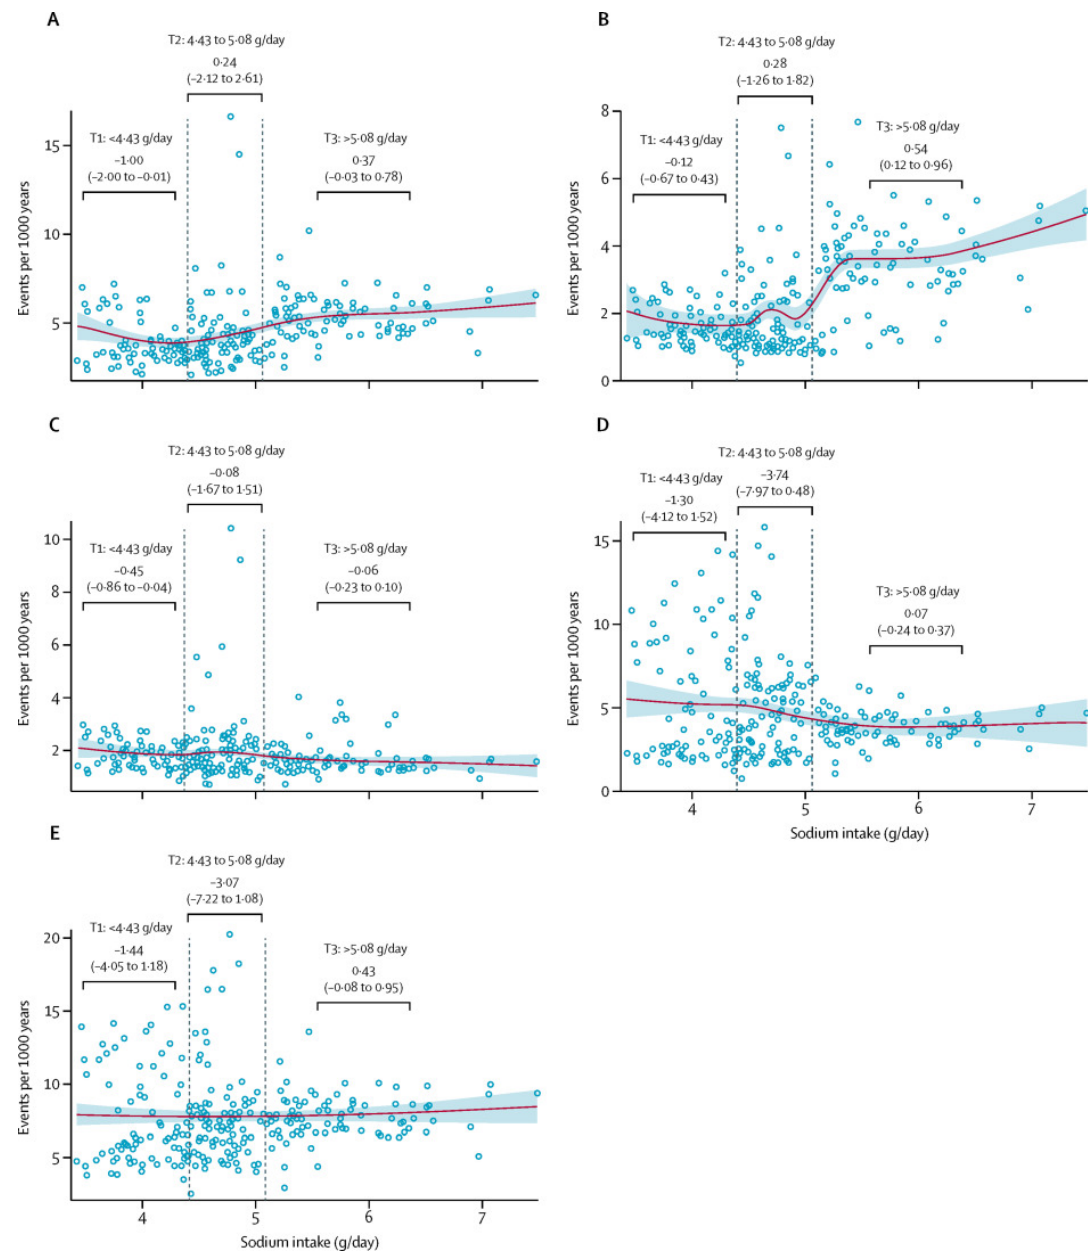 A
T2: 4·43 to 5·08 g/day
0·24
(–2·12 to 2·61)
T1: <4·43 g/day
–1·00
(–2·00 to –0·01)
T3: >5·08 g/day
0·37
(–0·03 to 0·78)
Events per 1000 years
15
10
5
B
T2: 4·43 to 5·08 g/day
0·28
(–1·26 to 1·82)
T1: <4·43 g/day
–0·12
(–0·67 to 0·43)
T3: >5·08 g/day
0·54
(0·12 to 0·96)
Events per 1000 years
8
6
4
2
0
C
T2: 4·43 to 5·08 g/day
–0·08
(–1·67 to 1·51)
T1: <4·43 g/day
–0·45
(–0·86 to –0·04)
T3: >5·08 g/day
–0·06
(–0·23 to 0·10)
Events per 1000 years
10
8
6
4
2
D
T2: 4·43 to 5·08 g/day
–3·74
(–7·97 to 0·48)
T1: <4·43 g/day
–1·30
(–4·12 to 1·52)
T3: >5·08 g/day
0·07
(–0·24 to 0·37)
Events per 1000 years
15
10
5
0
4 5 6 7
Sodium intake (g/day)
E
T2: 4·43 to 5·08 g/day
–3·07
(–7·22 to 1·08)
T1: <4·43 g/day
–1·44
(–4·05 to 1·18)
T3: >5·08 g/day
0·43
(–0·08 to 0·95)
Events per 1000 years
20
15
10
5
4 5 6 7
Sodium intake (g/day)